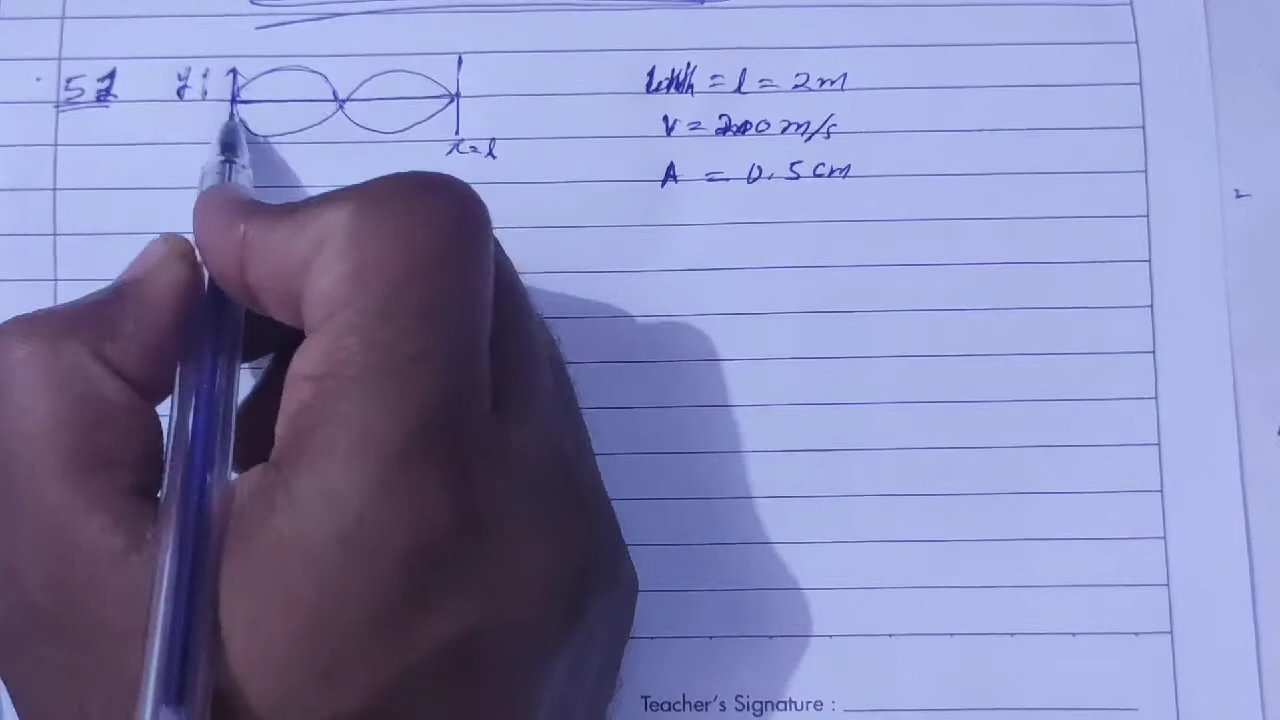 52
x=l
= l = 2m
V = 200 m/s
A = 0.5 cm
Teacher's Signature :